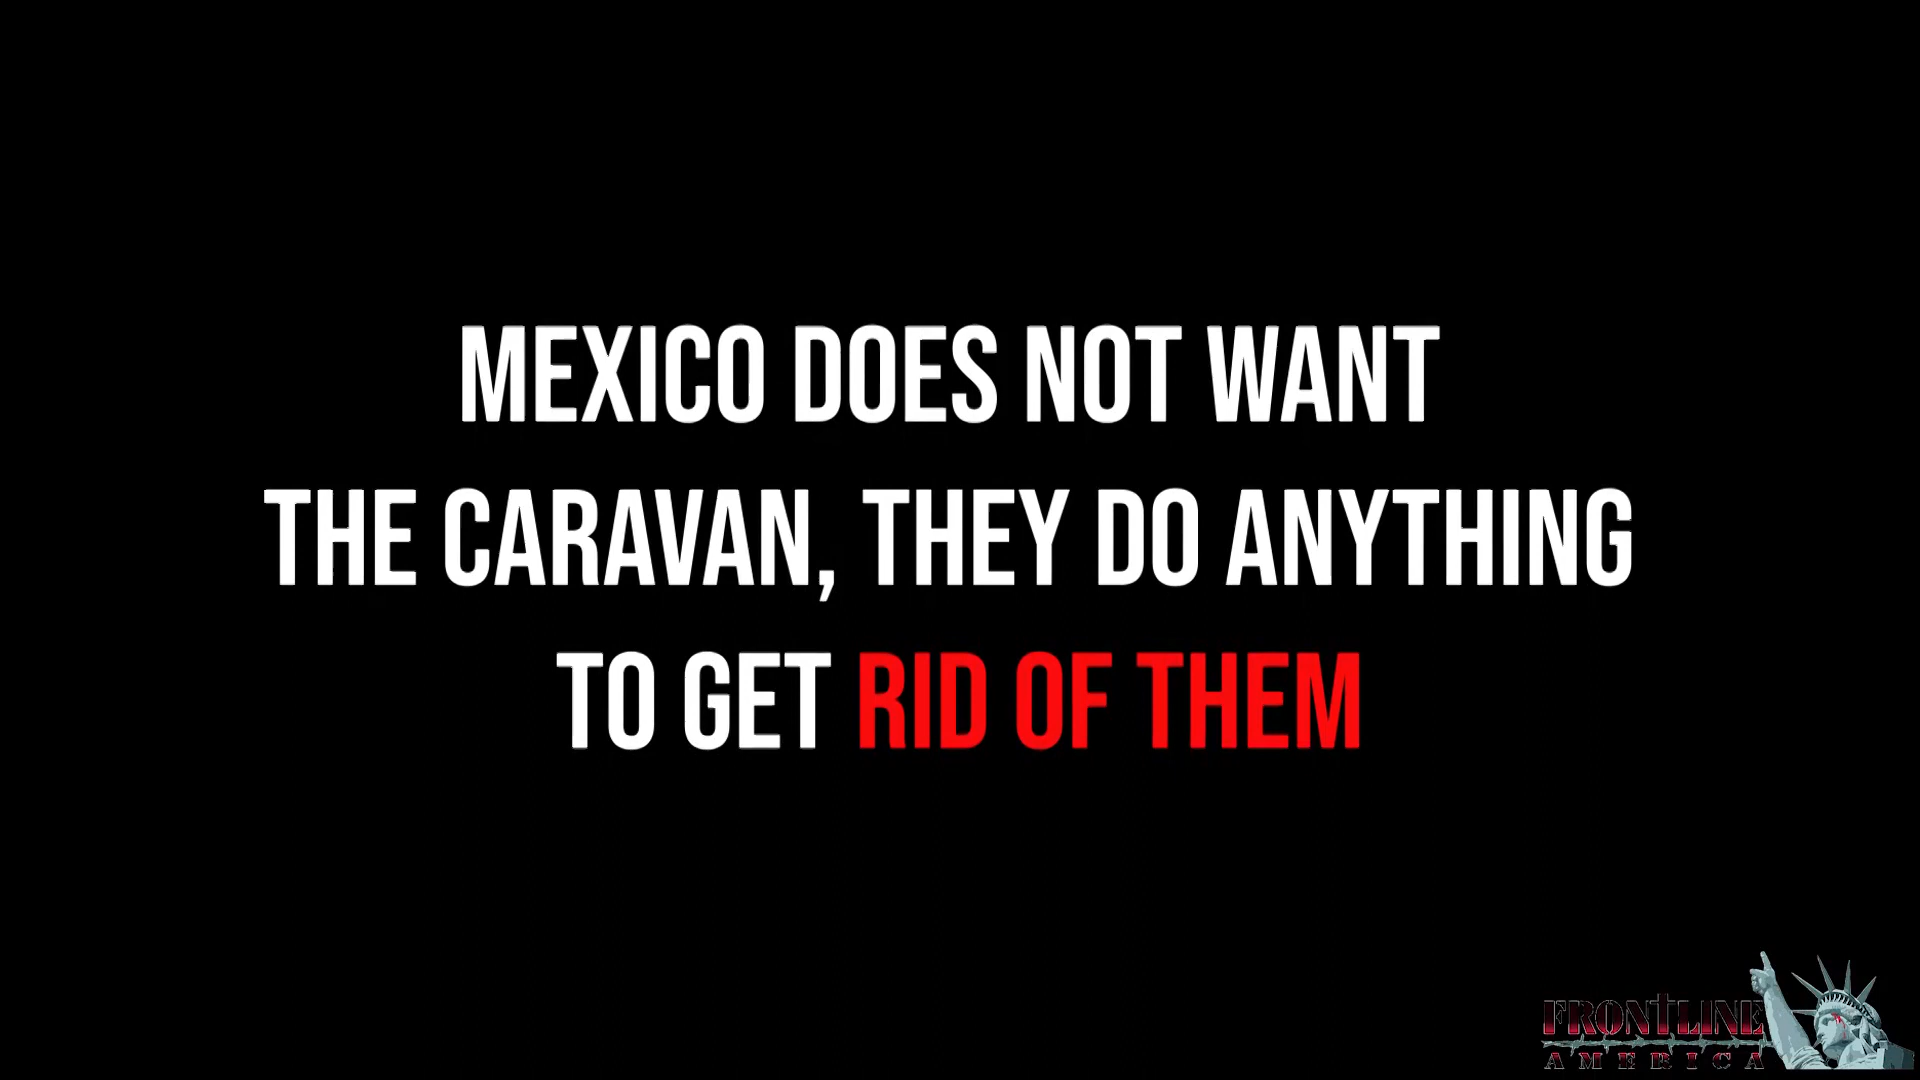 MEXICO DOES NOT WANT
THE CARAVAN, THEY DO ANYTHING
TO GET RID OF THEM
FRONTLINE
AMERICA